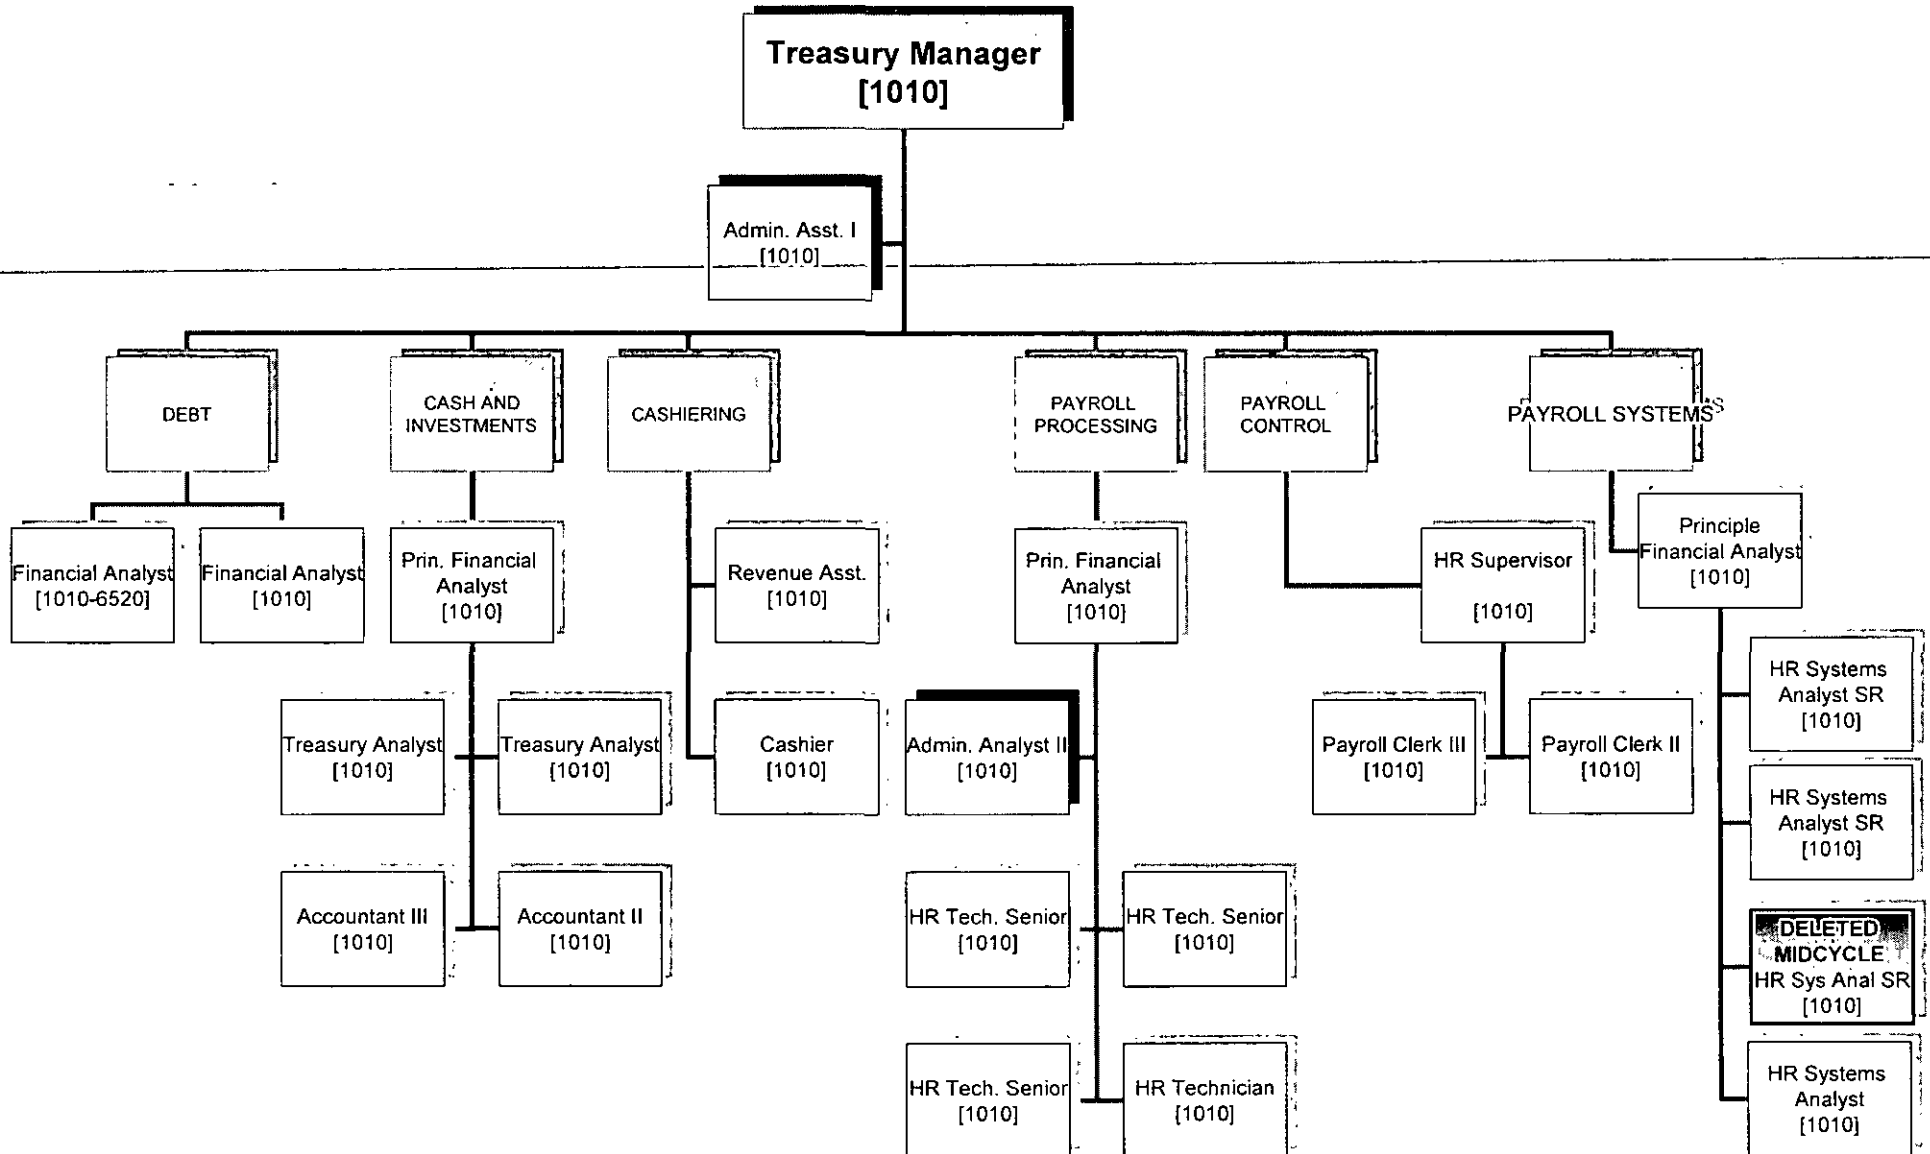 Treasury Manager
[1010]
Admin. Asst. I
[1010]
DEBT
CASH AND
INVESTMENTS
CASHIERING
PAYROLL
PROCESSING
PAYROLL
CONTROL
PAYROLL SYSTEMS
Financial Analyst
[1010-6520]
Financial Analyst
[1010]
Prin. Financial
Analyst
[1010]
Revenue Asst.
[1010]
Prin. Financial
Analyst
[1010]
HR Supervisor
[1010]
Principle
Financial Analyst
[1010]
Treasury Analyst
[1010]
Treasury Analyst
[1010]
Cashier
[1010]
Admin. Analyst II
[1010]
Payroll Clerk III
[1010]
Payroll Clerk II
[1010]
HR Systems
Analyst SR
[1010]
HR Systems
Analyst SR
[1010]
Accountant III
[1010]
Accountant II
[1010]
HR Tech. Senior
[1010]
HR Tech. Senior
[1010]
DELETED
MIDCYCLE
HR Sys Anal SR
[1010]
HR Tech. Senior
[1010]
HR Technician
[1010]
HR Systems
Analyst
[1010]